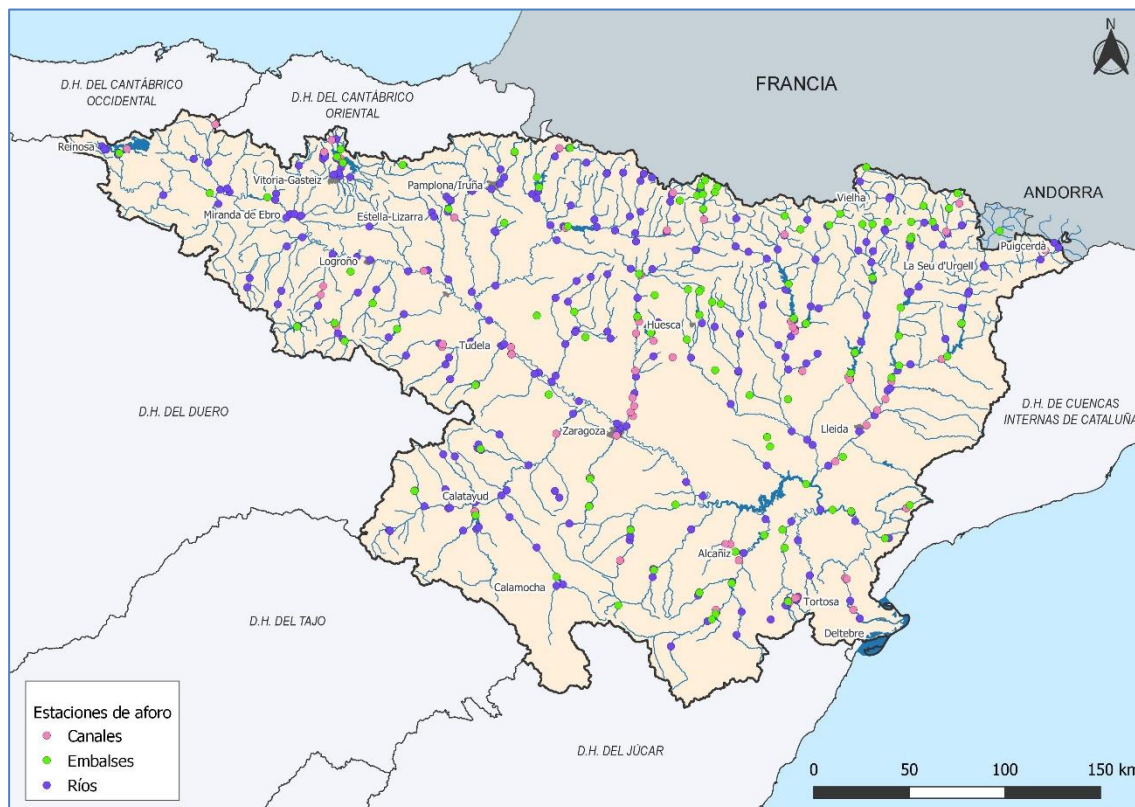 N
FRANCIA
D.H. DEL CANTÁBRICO
OCCIDENTAL
D.H. DEL CANTÁBRICO
ORIENTAL
Reinosa
Vitoria-Gasteiz
Pamplona/Iruña
Vielha
ANDORRA
Miranda de Ebro
Estella-Lizarra
Puigcerdà
Logroño
La Seu d'Urgell
Huesca
Tudela
D.H. DEL DUERO
D.H. DE CUENCAS
INTERNAS DE CATALUÑA
Zaragoza
Lleida
Calatayud
Alcañiz
Calamocha
Tortosa
D.H. DEL TAJO
Deltebre
Estaciones de aforo
Canales
Embalses
Ríos
D.H. DEL JÚCAR
0 50 100 150 km